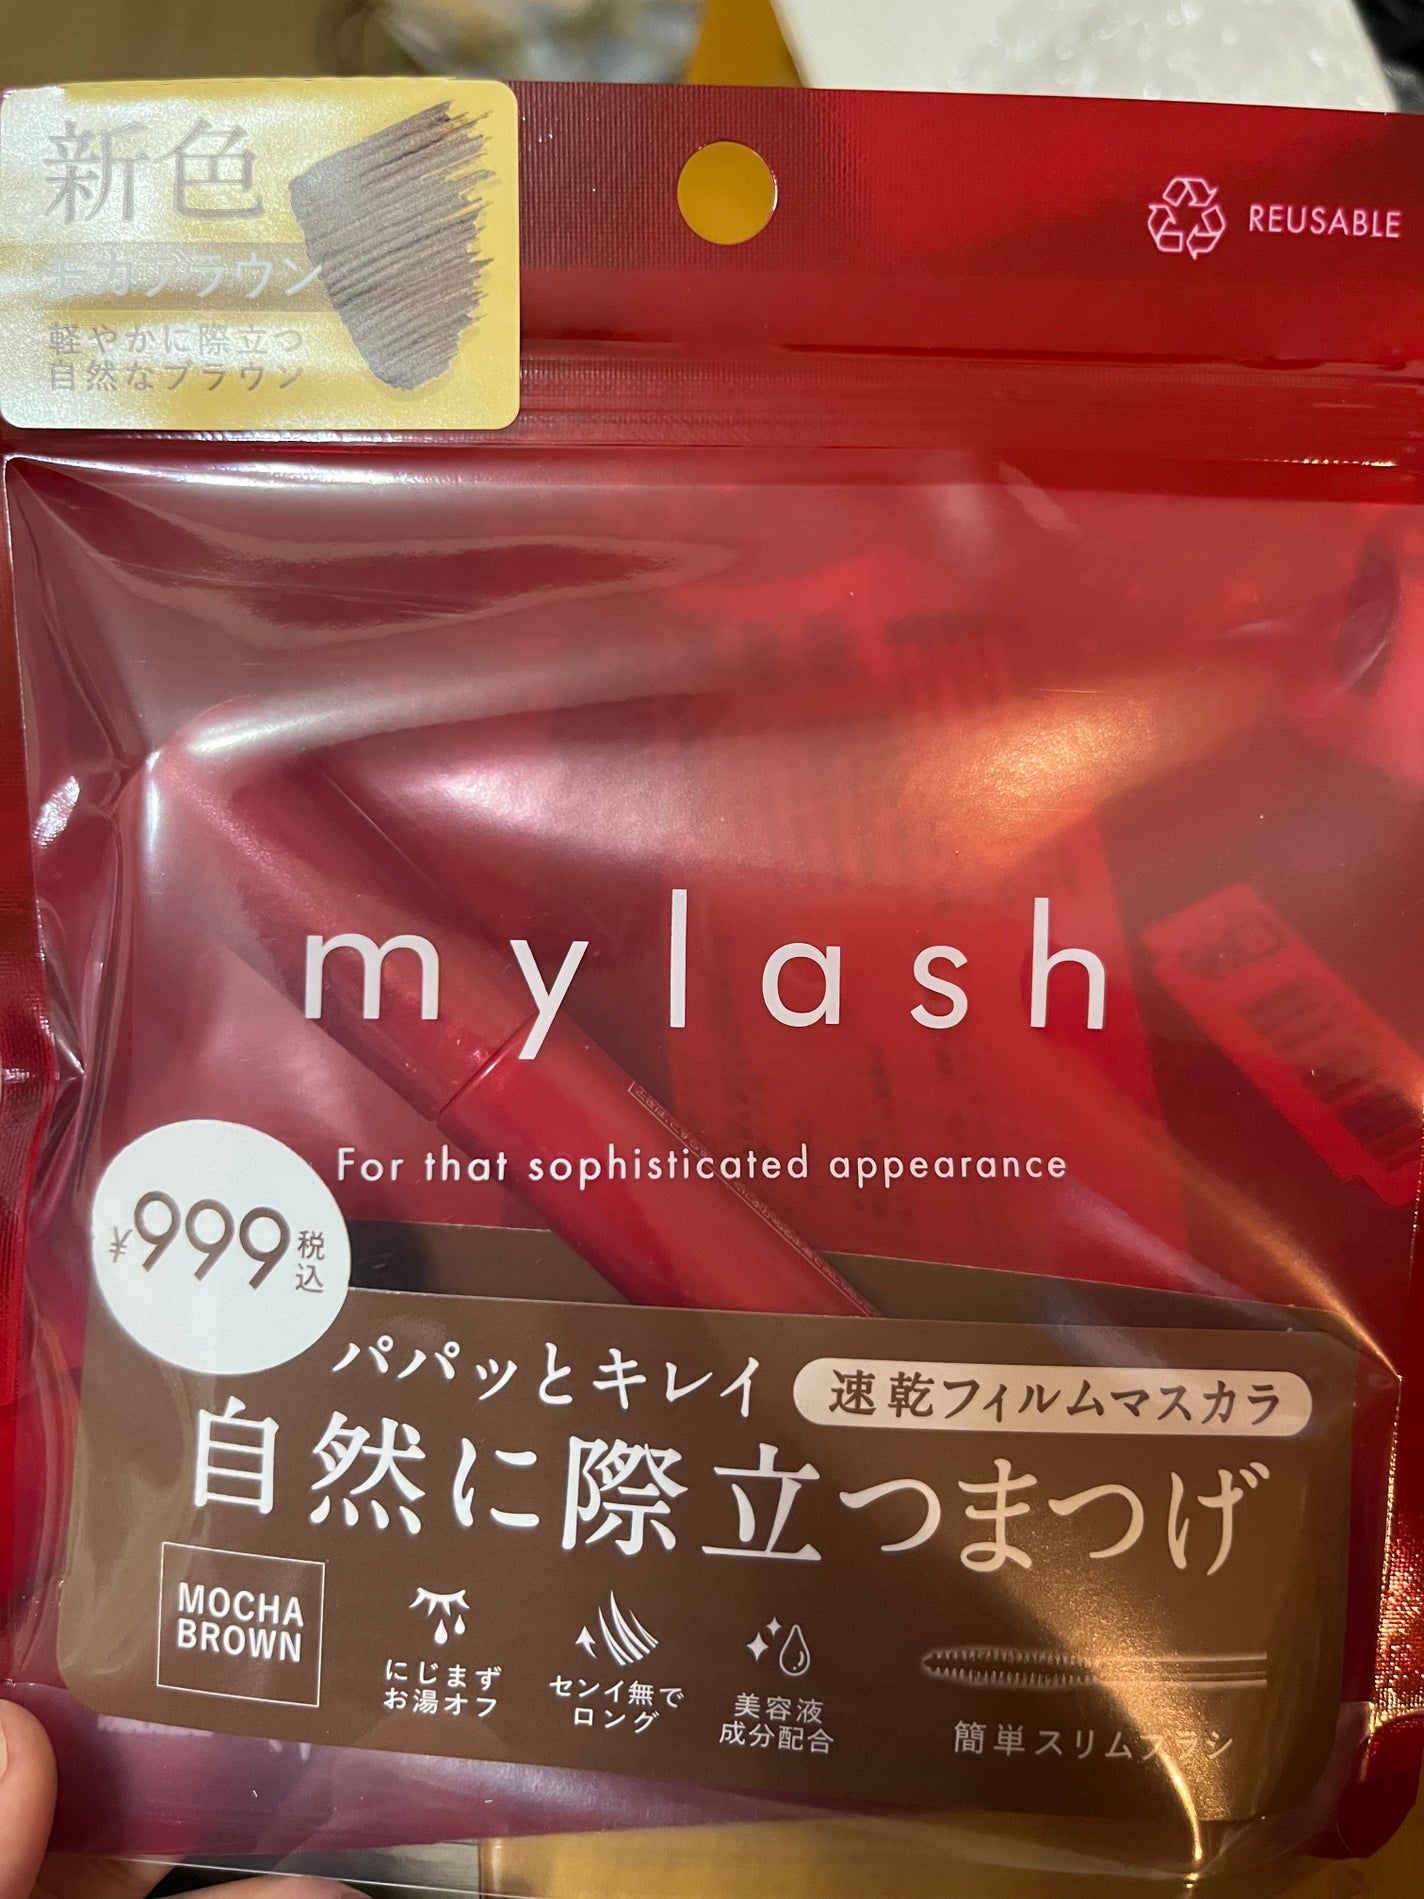 新色
モカブラウン
軽やかに際立つ
自然なブラウン
REUSABLE
mylash
For that sophisticated appearance
¥999税込
パパッとキレイ 速乾フィルムマスカラ
自然に際立つまつげ
MOCHA
BROWN
にじまず
お湯オフ
センイ無で
ロング
美容液
成分配合
簡単スリムブラシ